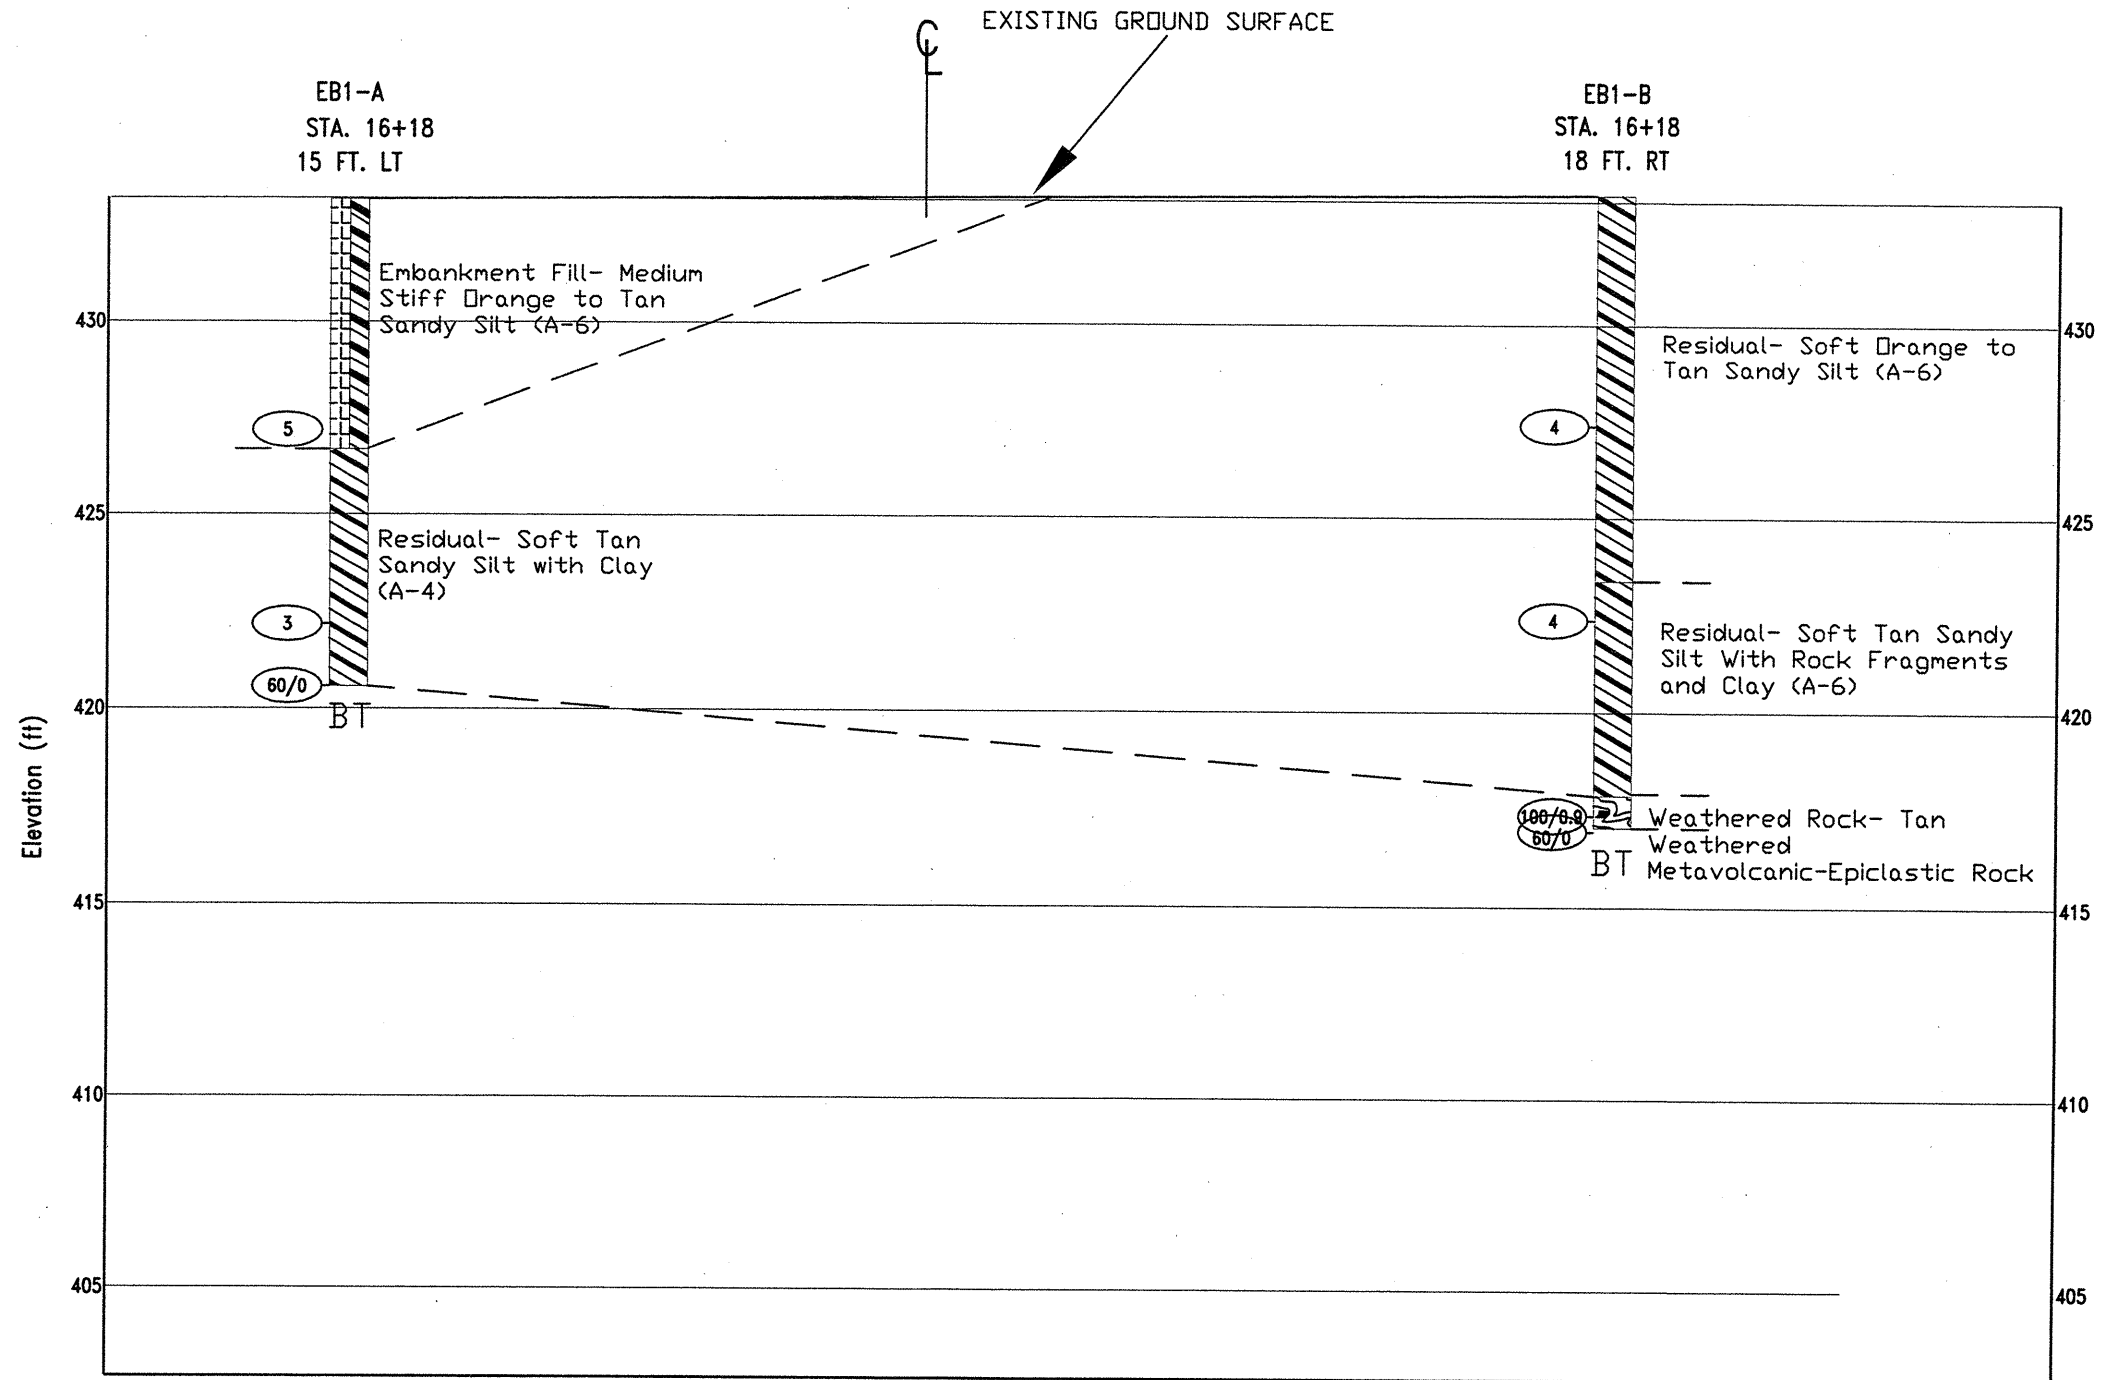 EXISTING GROUND SURFACE
CL
EB1-A
STA. 16+18
15 FT. LT
EB1-B
STA. 16+18
18 FT. RT
Embankment Fill- Medium
Stiff Orange to Tan
Sandy Silt (A-6)
430
430
Residual- Soft Orange to
Tan Sandy Silt (A-6)
5
4
425
425
Residual- Soft Tan
Sandy Silt with Clay
(A-4)
3
4
Residual- Soft Tan Sandy
Silt With Rock Fragments
and Clay (A-6)
60/0
420
BT
420
Elevation (ft)
100/0.9
60/0
BT
Weathered Rock- Tan
Weathered
Metavolcanic-Epiclastic Rock
415
415
410
410
405
405